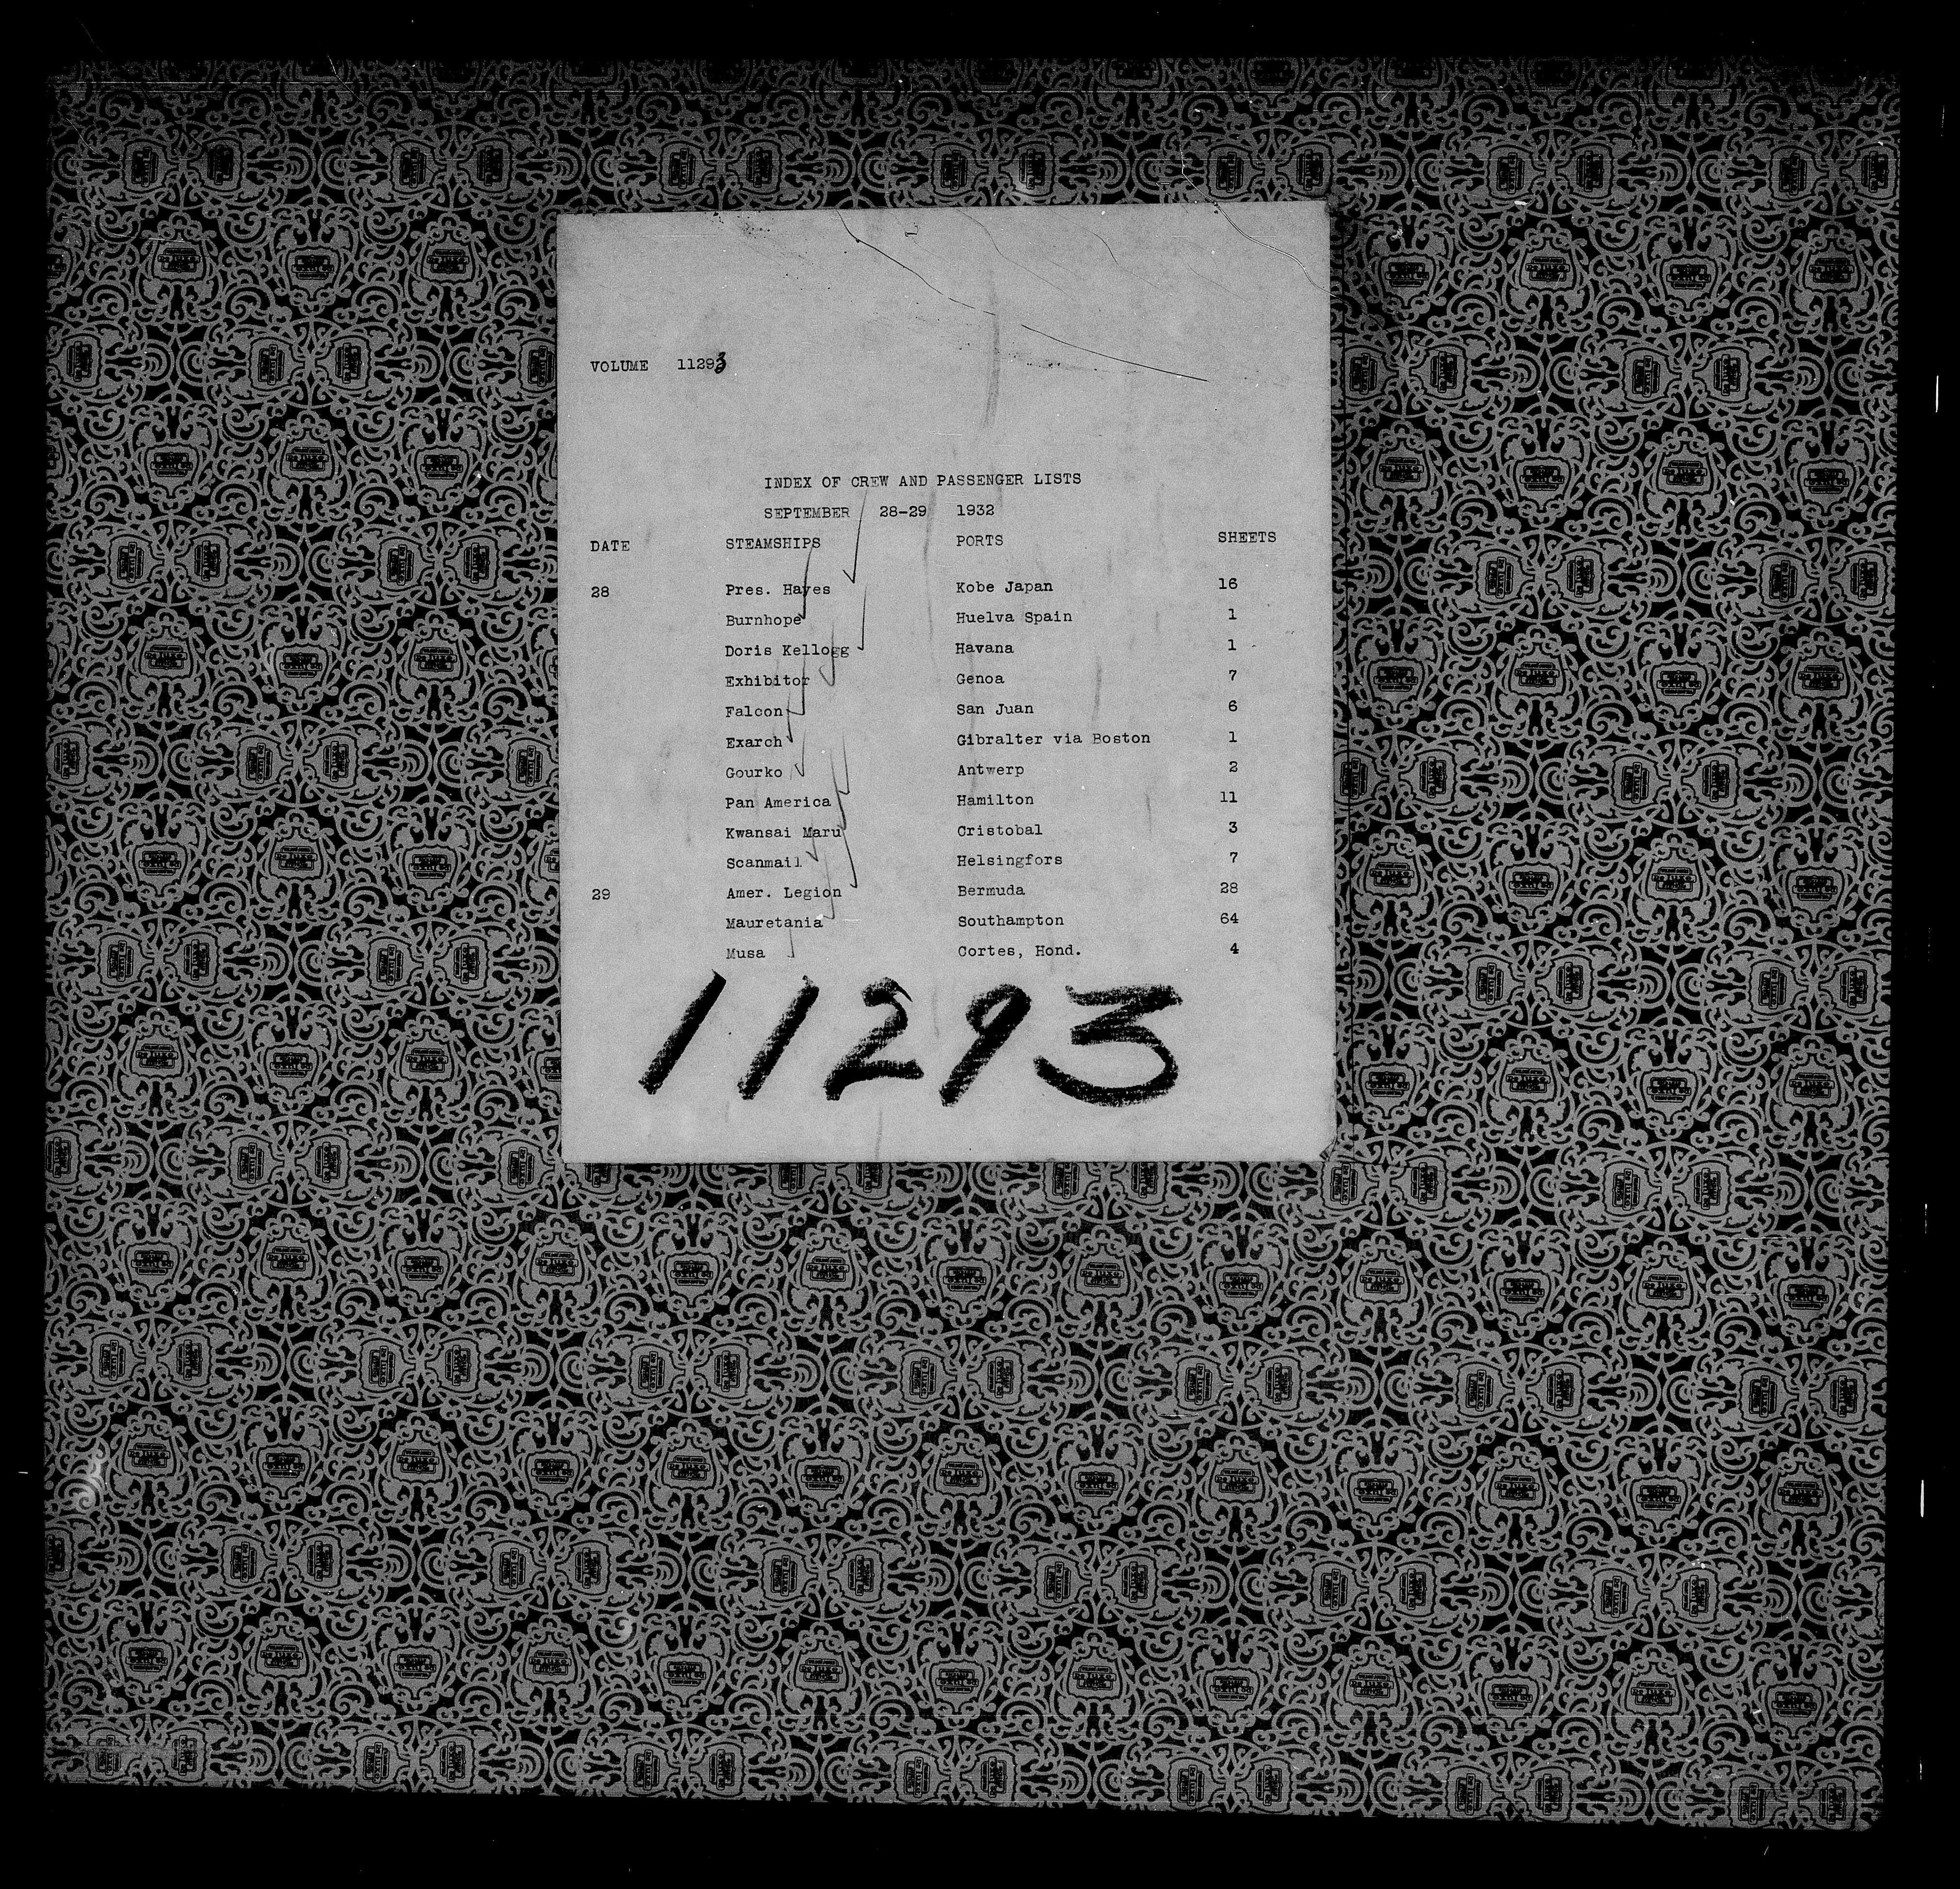 VOLUME 11293
INDEX OF CREW AND PASSENGER LISTS
SEPTEMBER 28-29 1932
DATE STEAMSHIPS PORTS SHEETS
28 Pres. Hayes Kobe Japan 16
Burnhope Huelva Spain 1
Doris Kellogg Havana 1
Exhibitor Genoa 7
Falcon San Juan 6
Exarch Gibralter via Boston 1
Gourko Antwerp 2
Pan America Hamilton 11
Kwansai Maru Cristobal 3
Scanmail Helsingfors 7
29 Amer. Legion Bermuda 28
Mauretania Southampton 64
Musa Cortes, Hond. 4
11293